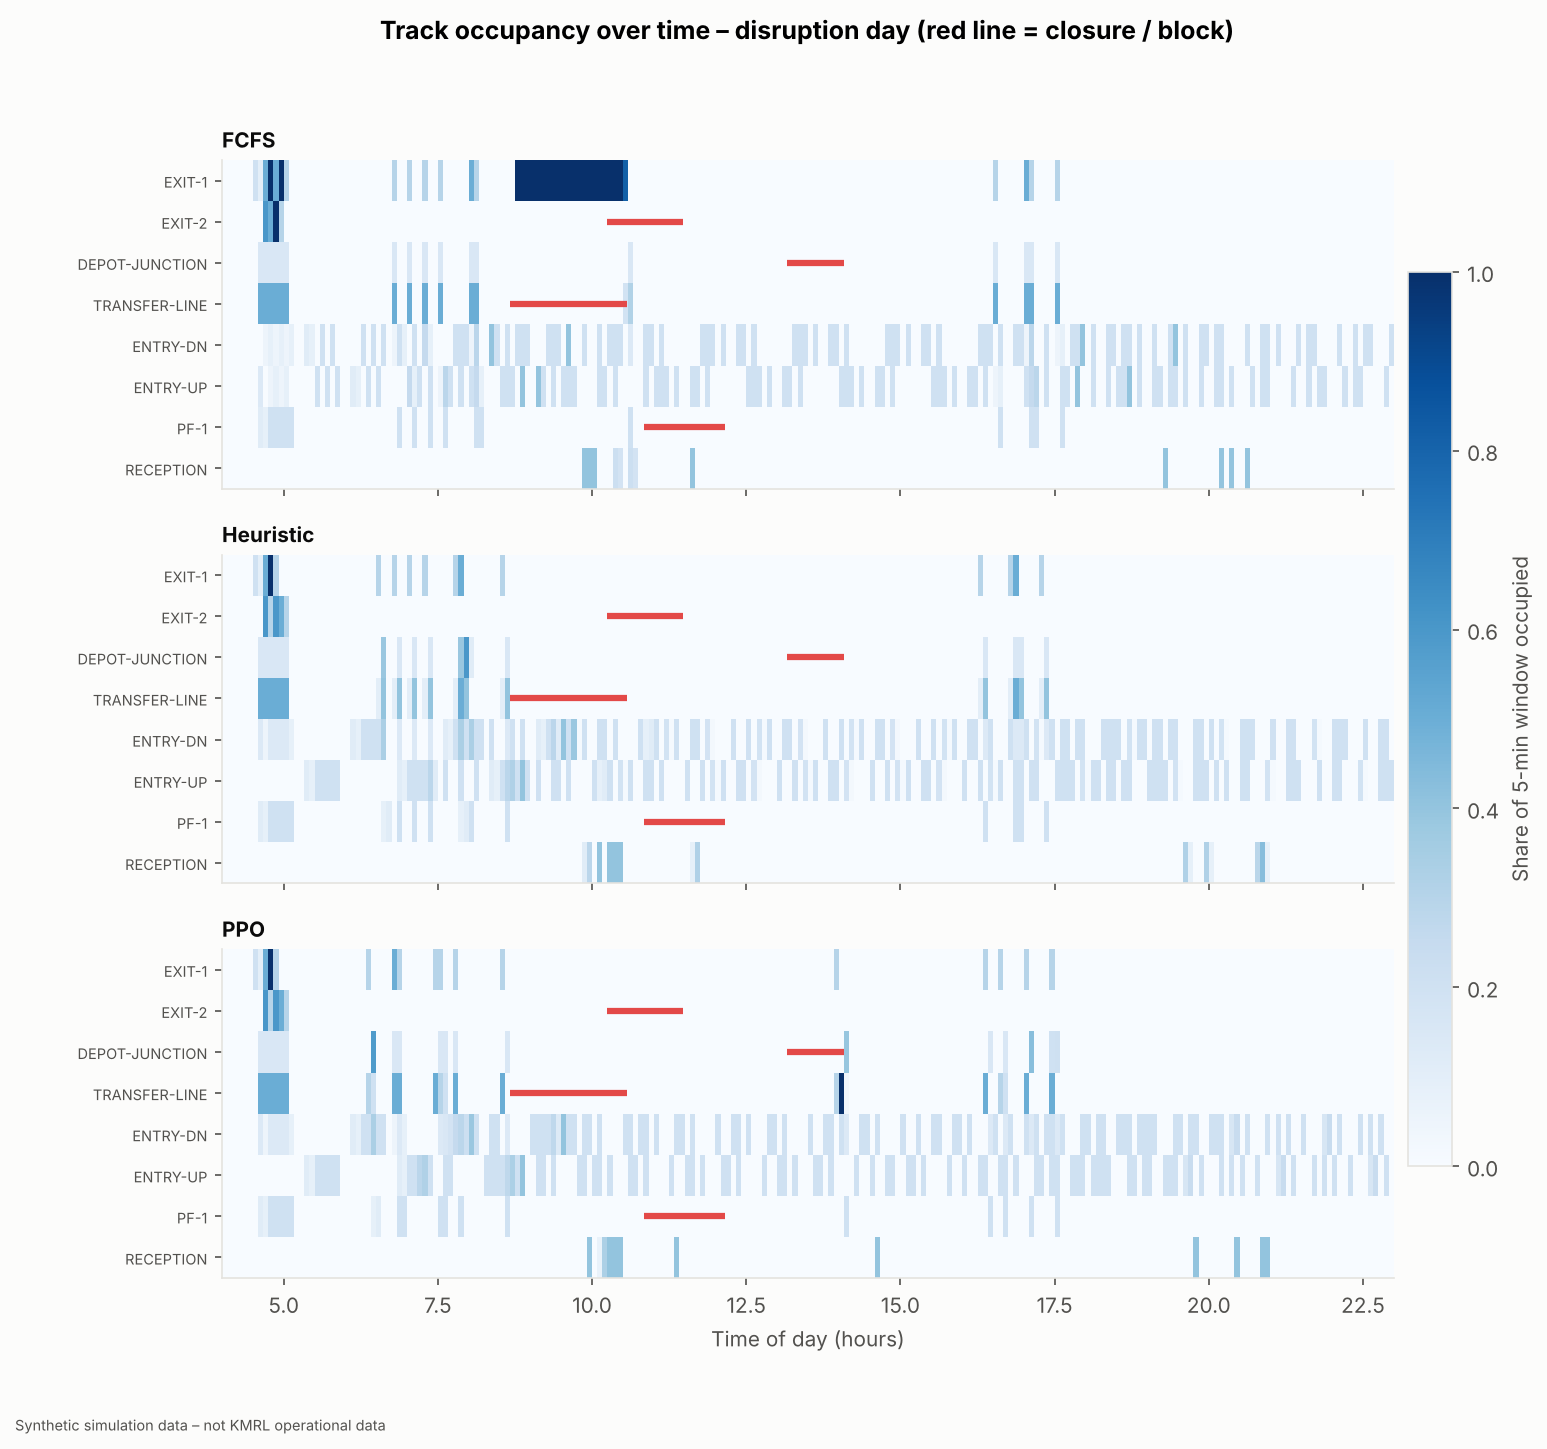 Track occupancy over time – disruption day (red line = closure / block)
FCFS
EXIT-1
EXIT-2
DEPOT-JUNCTION
TRANSFER-LINE
ENTRY-DN
ENTRY-UP
PF-1
RECEPTION
Heuristic
EXIT-1
EXIT-2
DEPOT-JUNCTION
TRANSFER-LINE
ENTRY-DN
ENTRY-UP
PF-1
RECEPTION
PPO
EXIT-1
EXIT-2
DEPOT-JUNCTION
TRANSFER-LINE
ENTRY-DN
ENTRY-UP
PF-1
RECEPTION
5.0 7.5 10.0 12.5 15.0 17.5 20.0 22.5
Time of day (hours)
1.0
0.8
0.6
0.4
0.2
0.0
Share of 5-min window occupied
Synthetic simulation data – not KMRL operational data